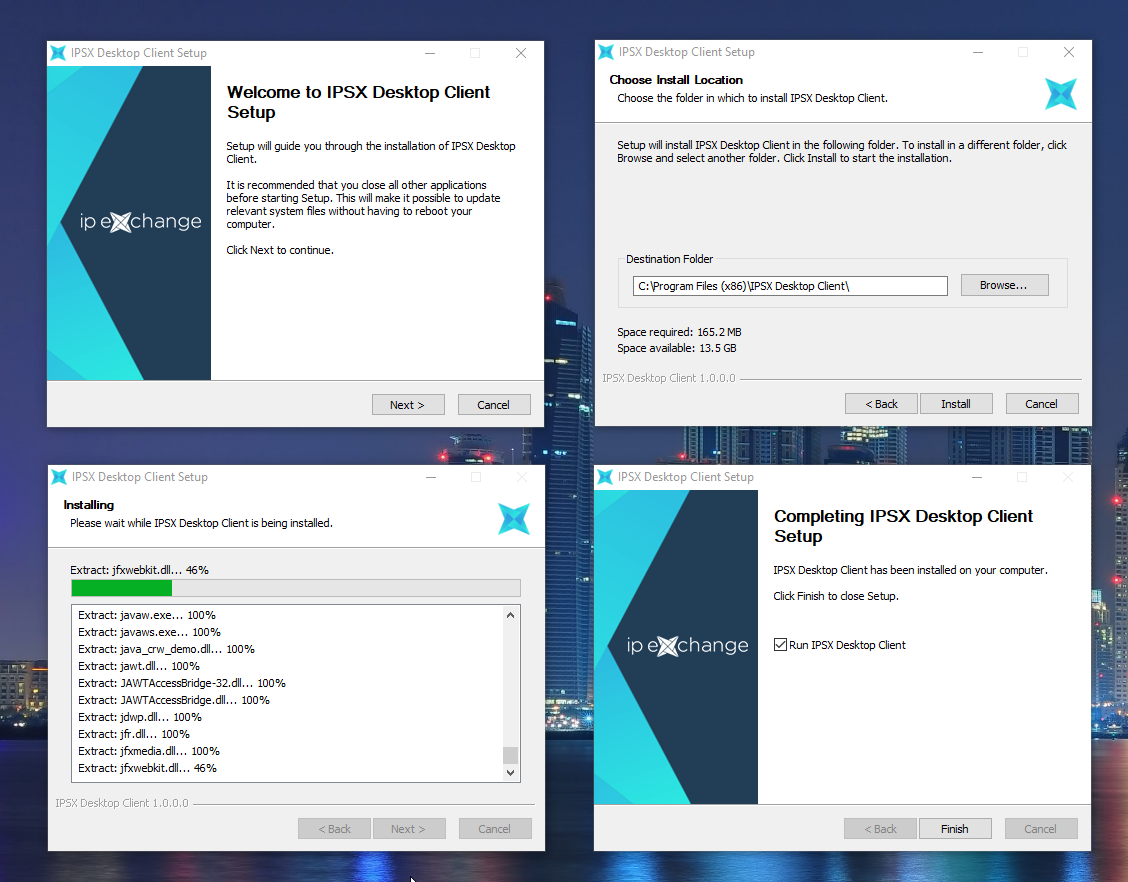 IPSX Desktop Client Setup
ip eXchange
Welcome to IPSX Desktop Client
Setup
Setup will guide you through the installation of IPSX Desktop
Client.
It is recommended that you close all other applications
before starting Setup. This will make it possible to update
relevant system files without having to reboot your
computer.
Click Next to continue.
Next >
Cancel
IPSX Desktop Client Setup
Choose Install Location
Choose the folder in which to install IPSX Desktop Client.
Setup will install IPSX Desktop Client in the following folder. To install in a different folder, click
Browse and select another folder. Click Install to start the installation.
Destination Folder
C:\Program Files (x86)\IPSX Desktop Client\
Browse...
Space required: 165.2 MB
Space available: 13.5 GB
IPSX Desktop Client 1.0.0.0
< Back
Install
Cancel
IPSX Desktop Client Setup
Installing
Please wait while IPSX Desktop Client is being installed.
Extract: jfxwebkit.dll... 46%
Extract: javaw.exe... 100%
Extract: javaws.exe... 100%
Extract: java_crw_demo.dll... 100%
Extract: jawt.dll... 100%
Extract: JAWTAccessBridge-32.dll... 100%
Extract: JAWTAccessBridge.dll... 100%
Extract: jdwp.dll... 100%
Extract: jfr.dll... 100%
Extract: jfxmedia.dll... 100%
Extract: jfxwebkit.dll... 46%
IPSX Desktop Client 1.0.0.0
< Back
Next >
Cancel
IPSX Desktop Client Setup
ip eXchange
Completing IPSX Desktop Client
Setup
IPSX Desktop Client has been installed on your computer.
Click Finish to close Setup.
Run IPSX Desktop Client
< Back
Finish
Cancel